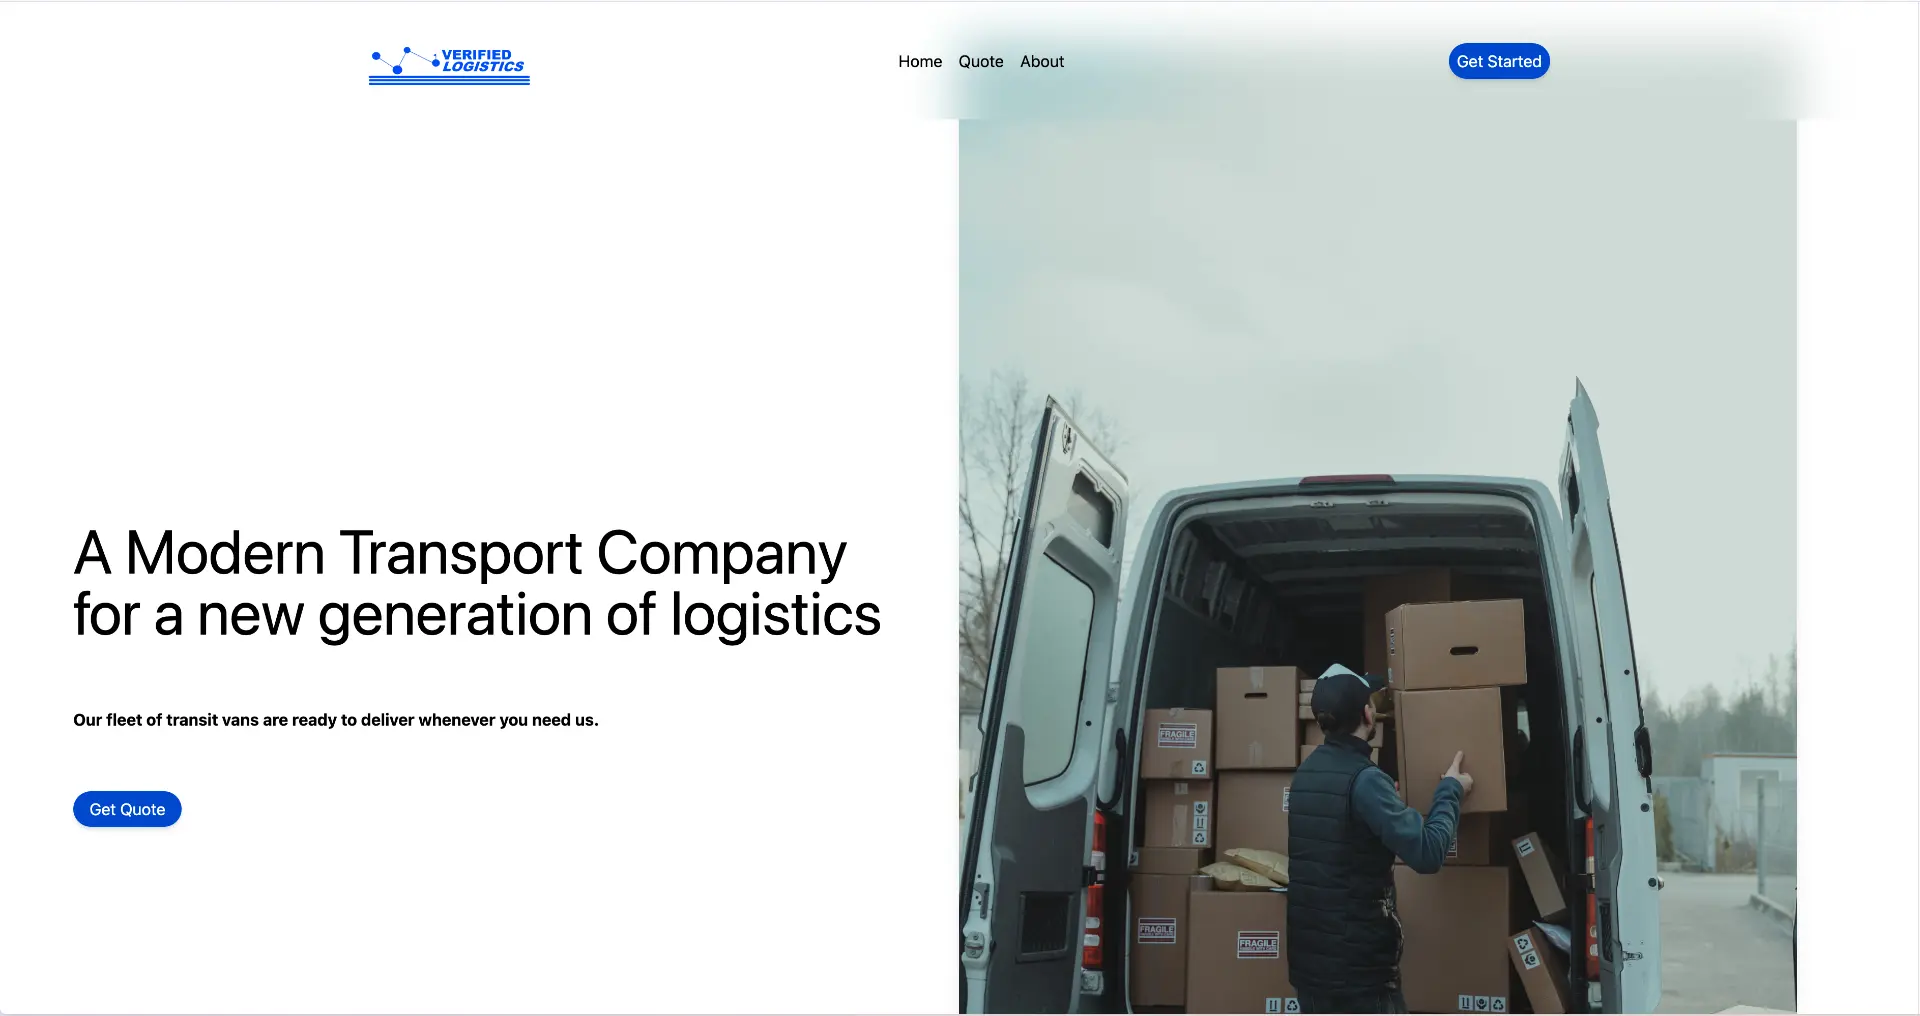 VERIFIED
LOGISTICS
Home Quote About
Get Started
A Modern Transport Company
for a new generation of logistics
Our fleet of transit vans are ready to deliver whenever you need us.
Get Quote
FRAGILE
FRAGILE
FRAGILE